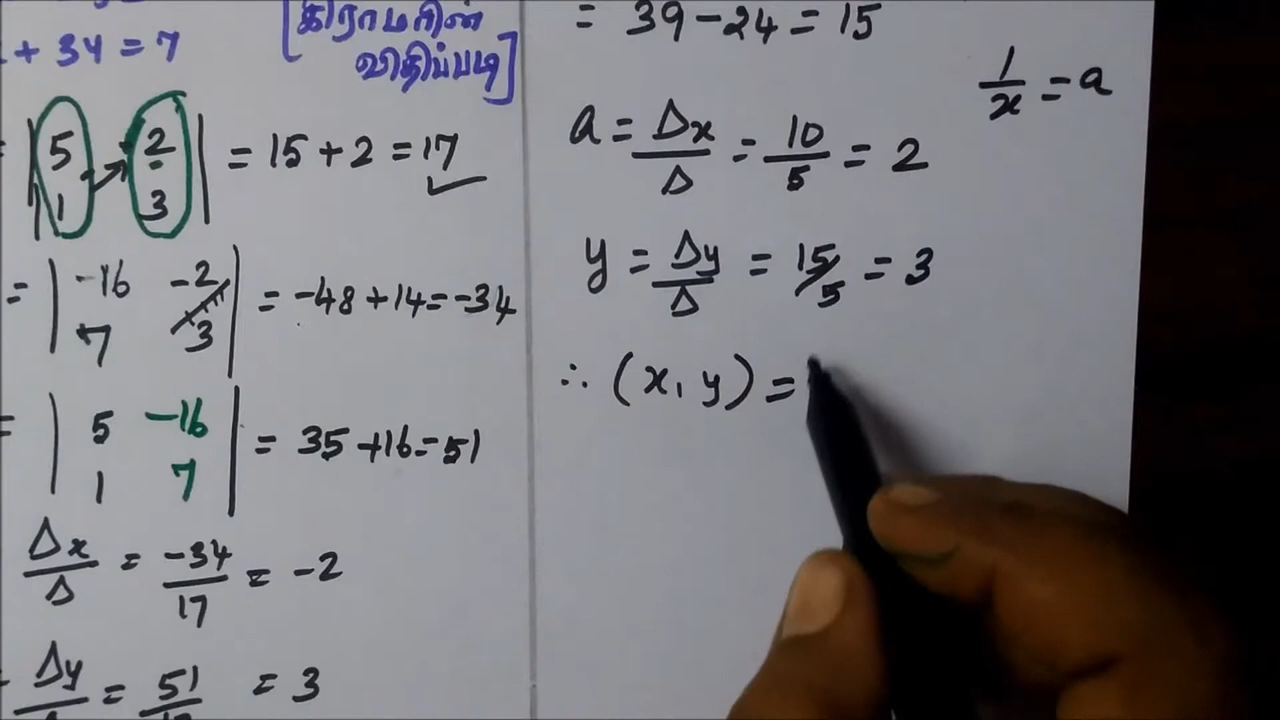 + 3y = 7
[கிராமரின்
விதிப்படி]
= | 5 -2 | = 15 + 2 = 17
| 1 3 |
= | -16 -2 | = -48 + 14 = -34
| 7 3 |
= | 5 -16 | = 35 + 16 = 51
| 1 7 |
Δx/Δ = -34/17 = -2
Δy = 51 = 3
= 39 - 24 = 15
1/x = a
a = Δx/Δ = 10/5 = 2
y = Δy/Δ = 15/5 = 3
∴ (x, y) =